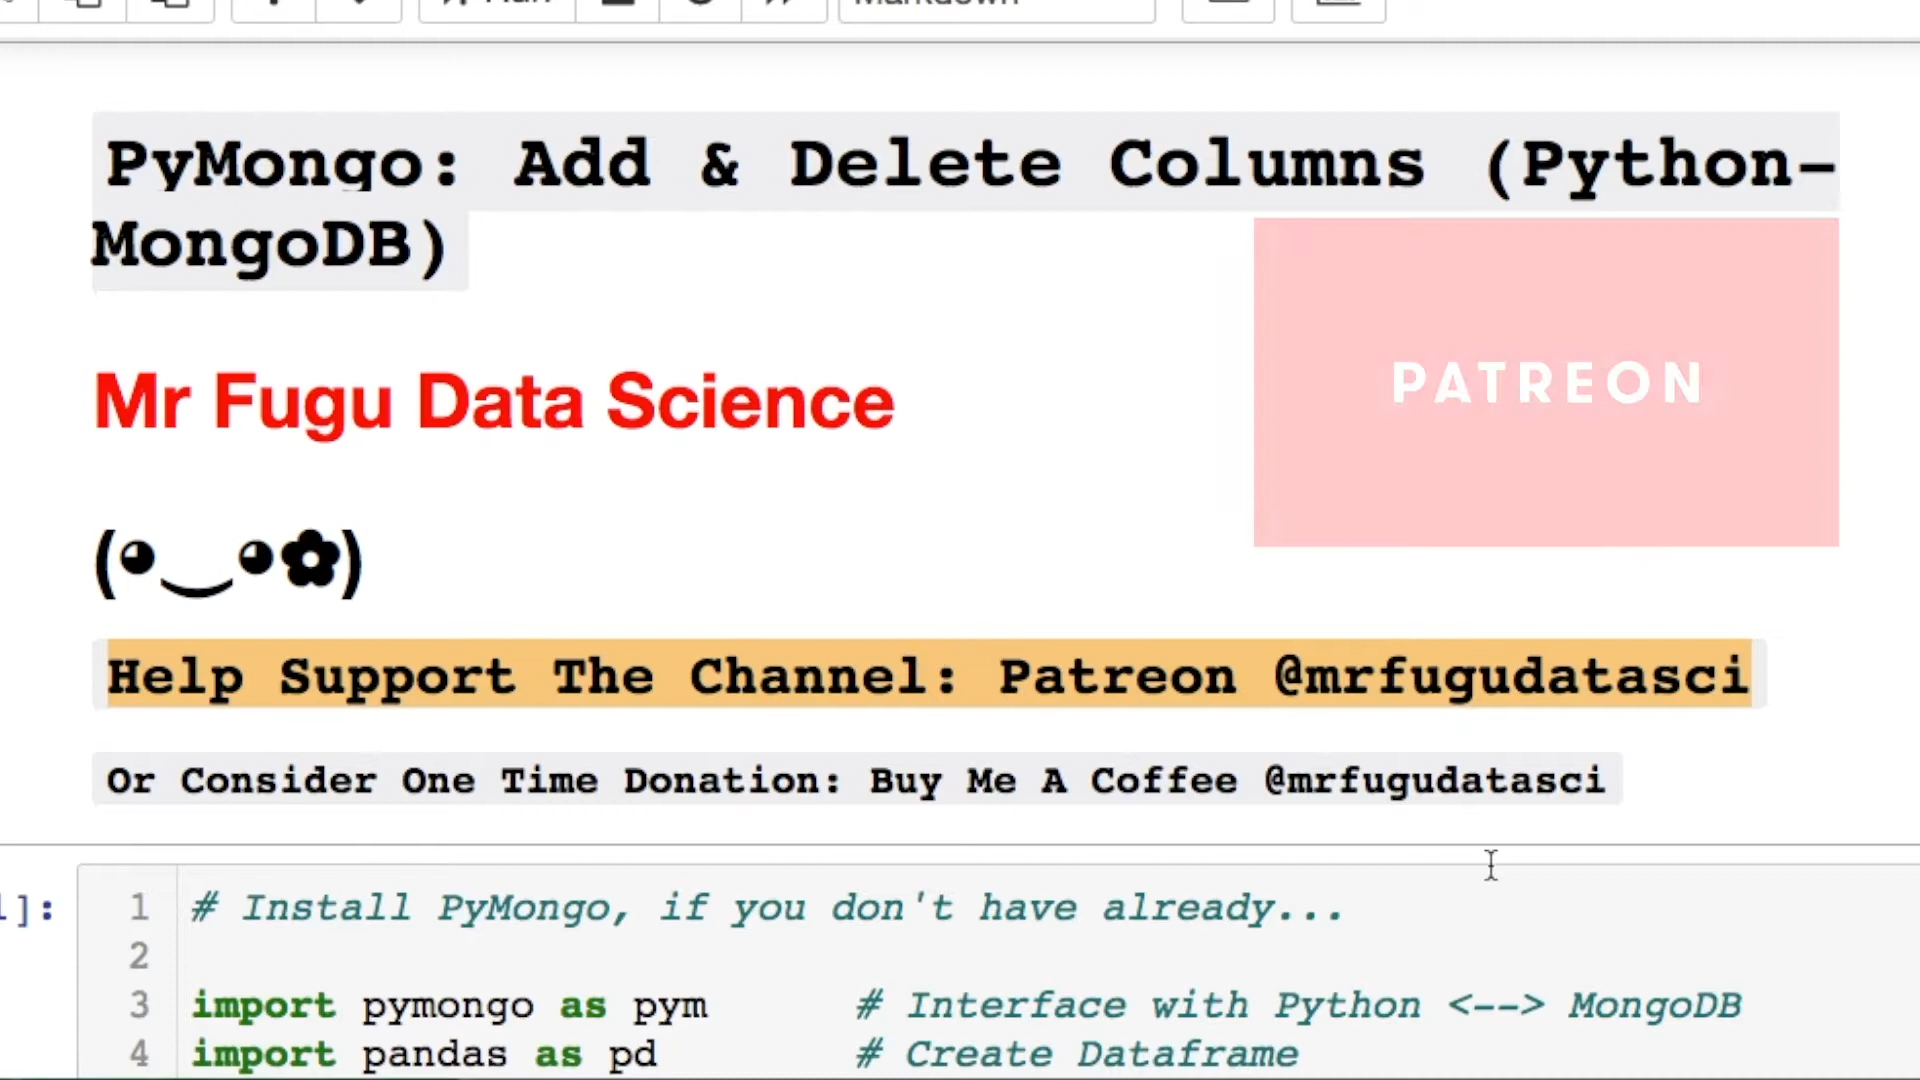 Run
Markdown
PyMongo: Add & Delete Columns (Python-
MongoDB)
PATREON
Mr Fugu Data Science
(◕‿◕✿)
Help Support The Channel: Patreon @mrfugudatasci
Or Consider One Time Donation: Buy Me A Coffee @mrfugudatasci
]:
1 # Install PyMongo, if you don't have already...
2
3 import pymongo as pym # Interface with Python <--> MongoDB
4 import pandas as pd # Create Dataframe